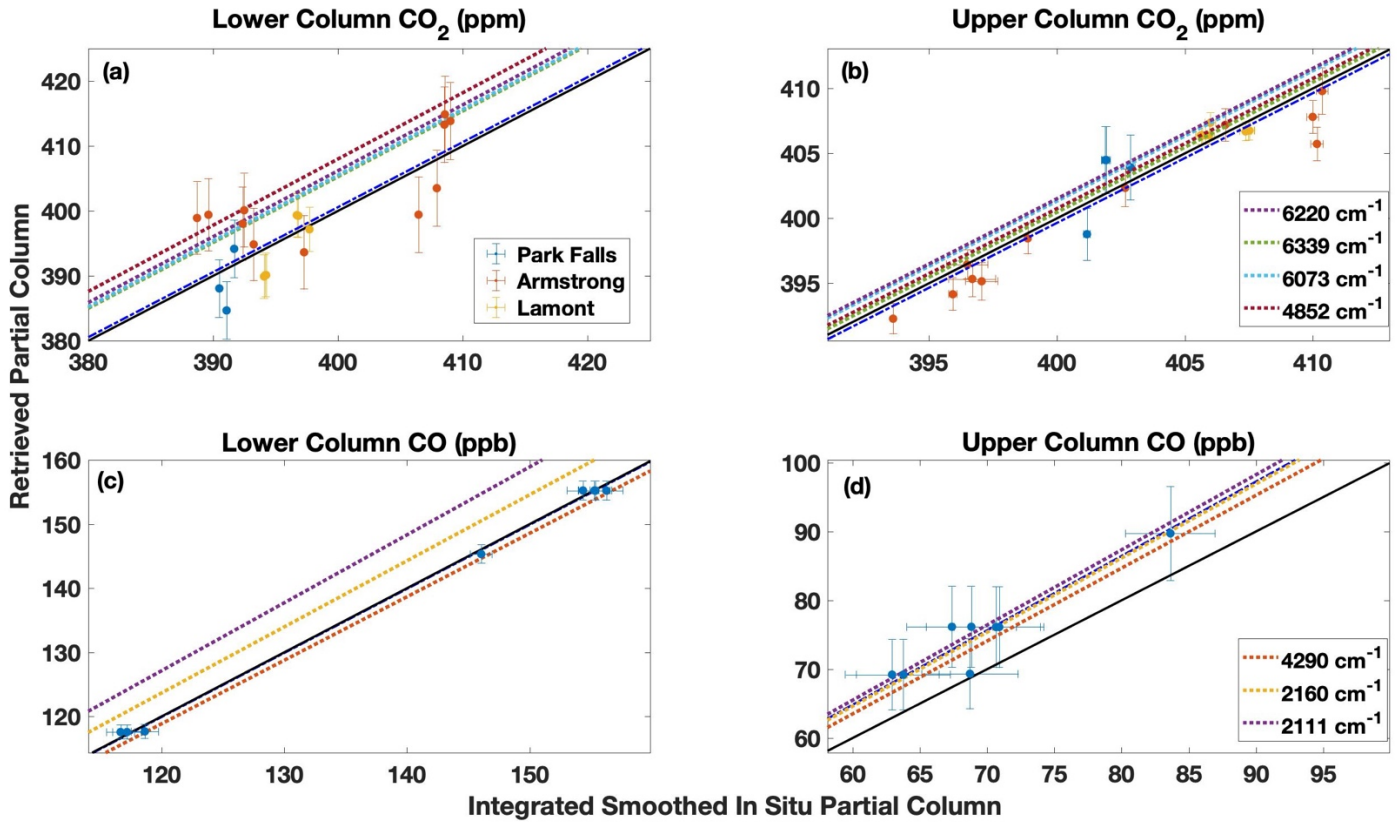 Lower Column CO2 (ppm)
Upper Column CO2 (ppm)
(a)
420
410
400
390
380
380
390
400
410
420
Park Falls
Armstrong
Lamont
(b)
410
405
400
395
395
400
405
410
6220 cm-1
6339 cm-1
6073 cm-1
4852 cm-1
Retrieved Partial Column
Lower Column CO (ppb)
Upper Column CO (ppb)
(c)
160
150
140
130
120
120
130
140
150
(d)
100
90
80
70
60
60
65
70
75
80
85
90
95
4290 cm-1
2160 cm-1
2111 cm-1
Integrated Smoothed In Situ Partial Column